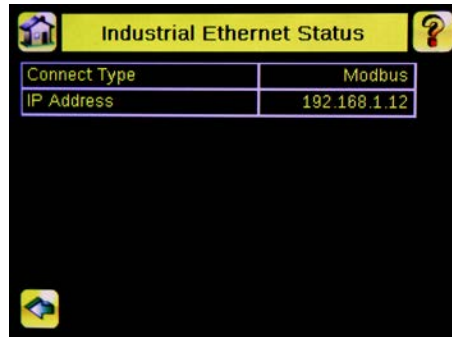 Industrial Ethernet Status
?
Connect Type Modbus
IP Address 192.168.1.12